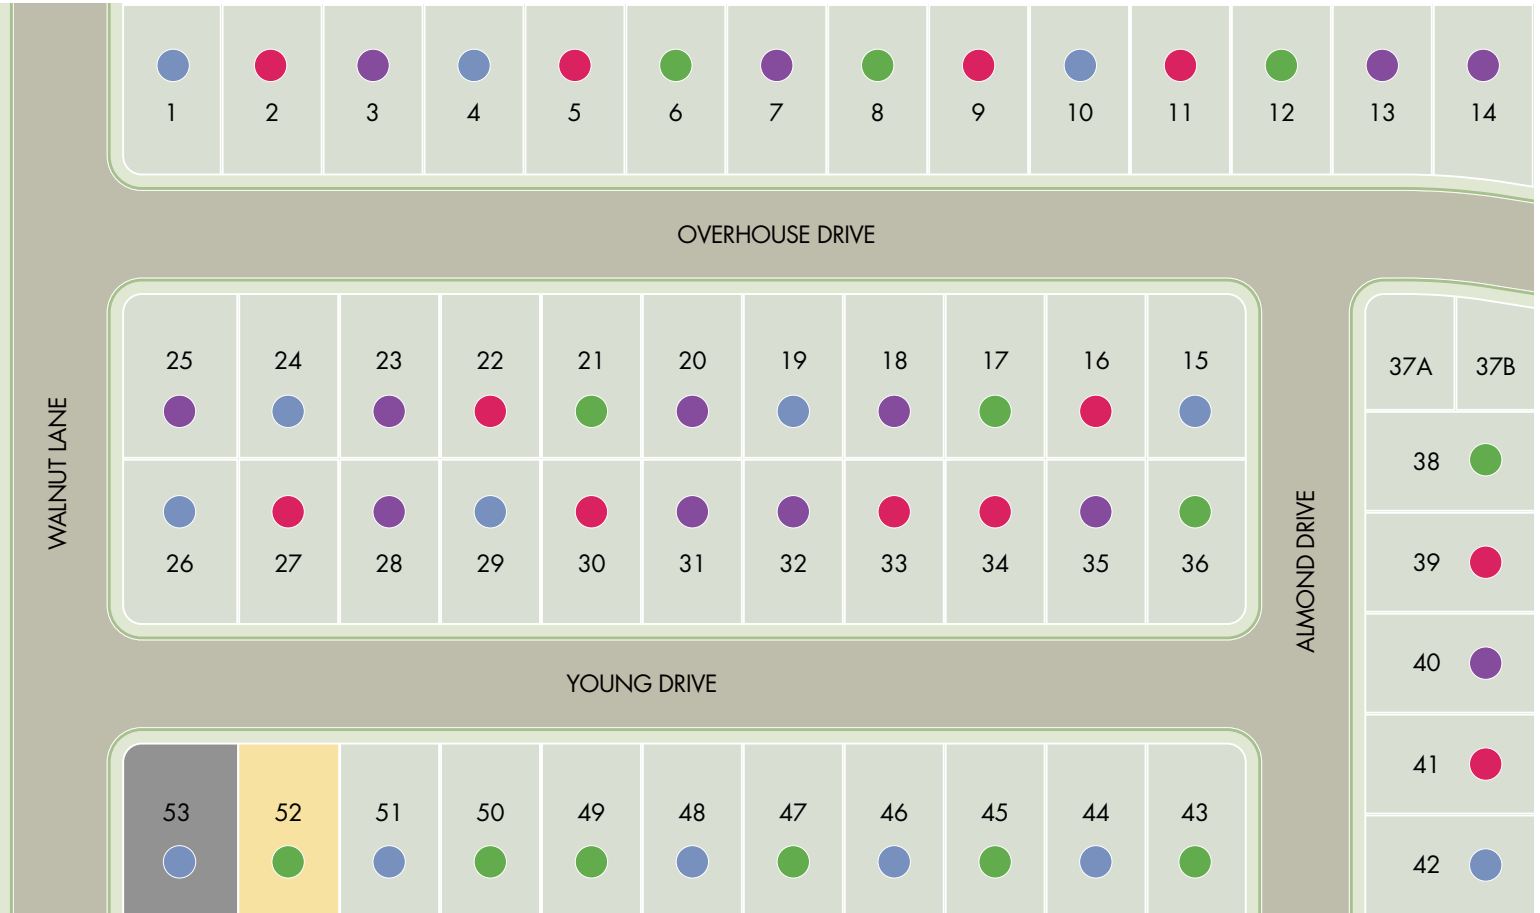 1 2 3 4 5 6 7 8 9 10 11 12 13 14
OVERHOUSE DRIVE
25 24 23 22 21 20 19 18 17 16 15
37A 37B
38
WALNUT LANE
26 27 28 29 30 31 32 33 34 35 36
ALMOND DRIVE
39
40
YOUNG DRIVE
41
53 52 51 50 49 48 47 46 45 44 43
42